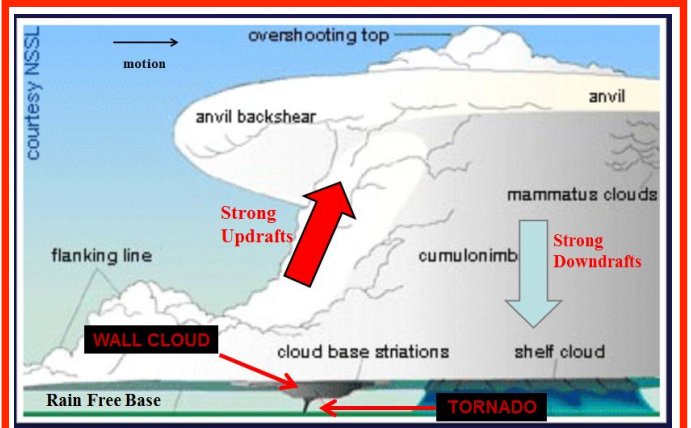 courtesy NSSL
motion
overshooting top
anvil
anvil backshear
mammatus clouds
Strong
Updrafts
flanking line
cumulonimb
Strong
Downdrafts
WALL CLOUD
cloud base striations
shelf cloud
Rain Free Base
TORNADO